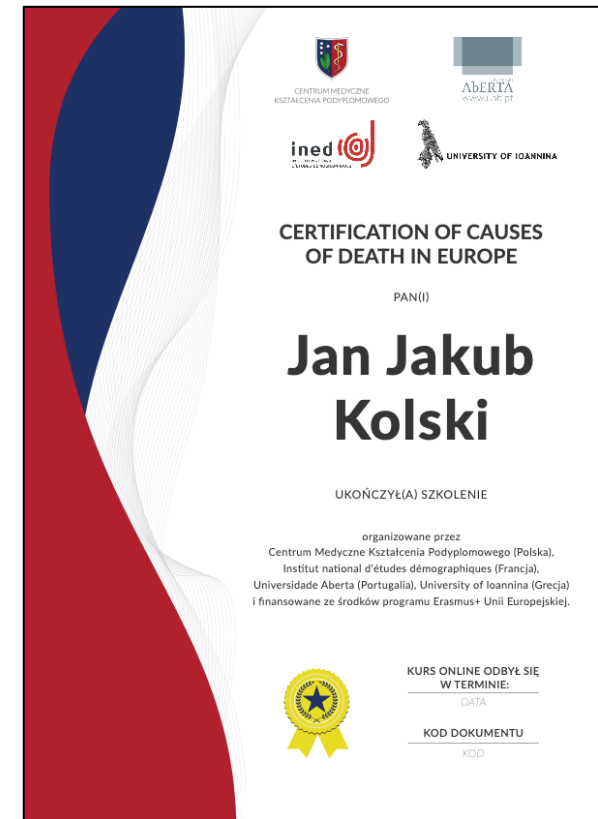 CENTRUM MEDYCZNE
KSZTAŁCENIA PODYPLOMOWEGO
AbERTA
www.uab.pt
ined
UNIVERSITY OF IOANNINA
CERTIFICATION OF CAUSES
OF DEATH IN EUROPE
PAN(I)
Jan Jakub
Kolski
UKOŃCZYŁ(A) SZKOLENIE
organizowane przez
Centrum Medyczne Kształcenia Podyplomowego (Polska),
Institut national d'études démographiques (Francja),
Universidade Aberta (Portugalia), University of Ioannina (Grecja)
i finansowane ze środków programu Erasmus+ Unii Europejskiej.
KURS ONLINE ODBYŁ SIĘ
W TERMINIE:
DATA
KOD DOKUMENTU
KOD